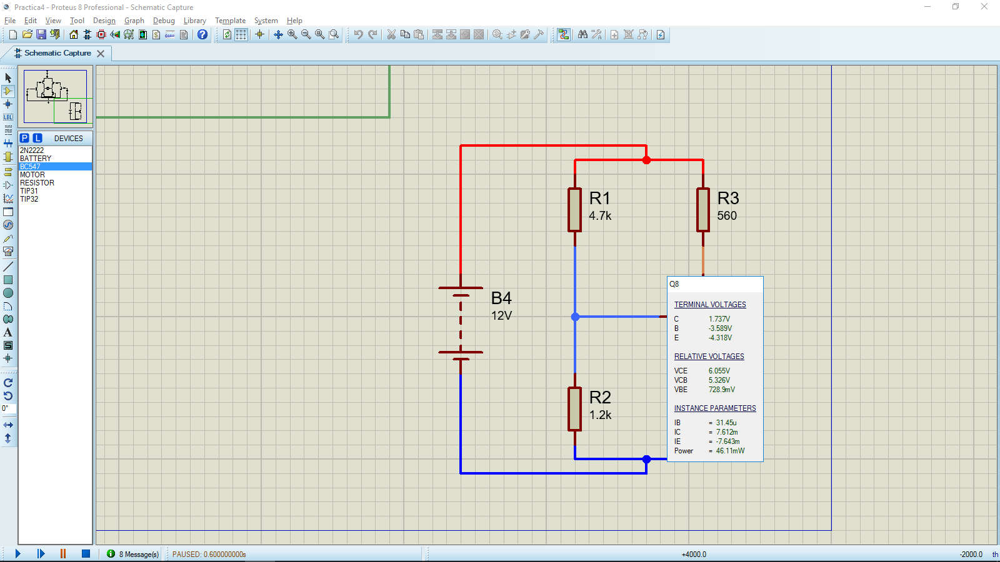 Practica4 - Proteus 8 Professional - Schematic Capture
File Edit View Tool Design Graph Debug Library Template System Help
Schematic Capture
P L DEVICES
2N2222
BATTERY
BC547
MOTOR
RESISTOR
TIP31
TIP32
LBL
A
S
0°
R1
4.7k
R3
560
B4
12V
R2
1.2k
Q8
TERMINAL VOLTAGES
C 1.737V
B -3.589V
E -4.318V
RELATIVE VOLTAGES
VCE 6.055V
VCB 5.326V
VBE 728.9mV
INSTANCE PARAMETERS
IB = 31.45u
IC = 7.612m
IE = -7.643m
Power = 46.11mW
8 Message(s) PAUSED: 0.600000000s +4000.0 -2000.0 th